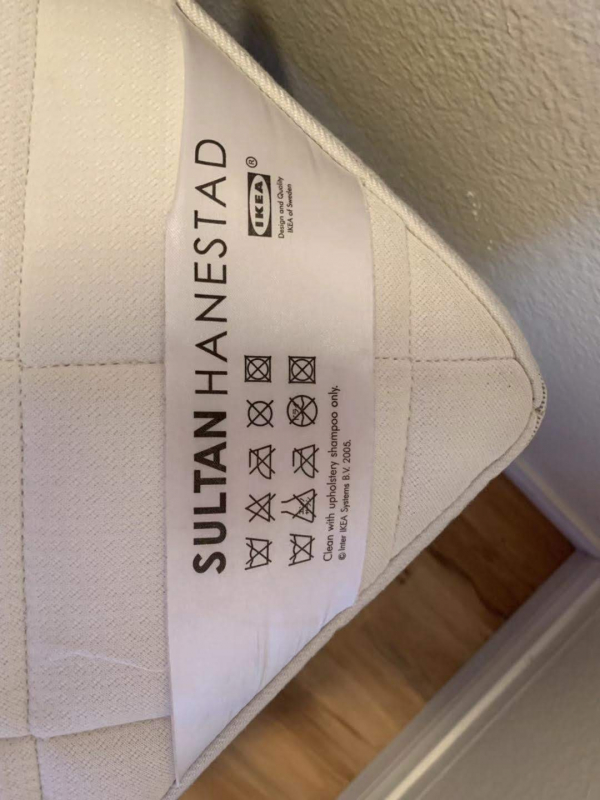 SULTAN HANESTAD
IKEA®
Design and Quality
IKEA of Sweden
Clean with upholstery shampoo only.
© Inter IKEA Systems B.V. 2005.